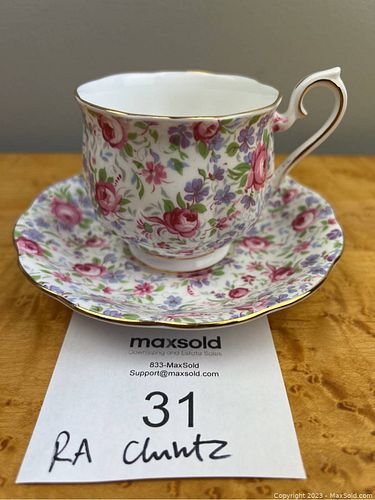 maxsold
Downsizing and Estate Sales
833-MaxSold
Support@maxsold.com
31
RA Chintz
Copyright 2023 - MaxSold.com